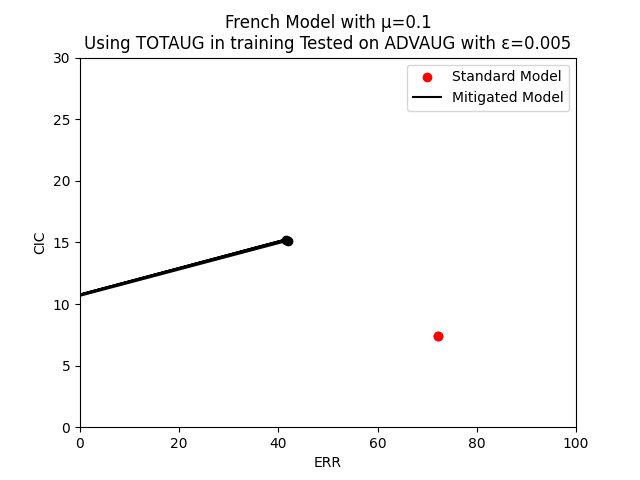 French Model with μ=0.1
Using TOTAUG in training Tested on ADVAUG with ε=0.005
30
25
20
15
10
5
0
CIC
Standard Model
Mitigated Model
0 20 40 60 80 100
ERR